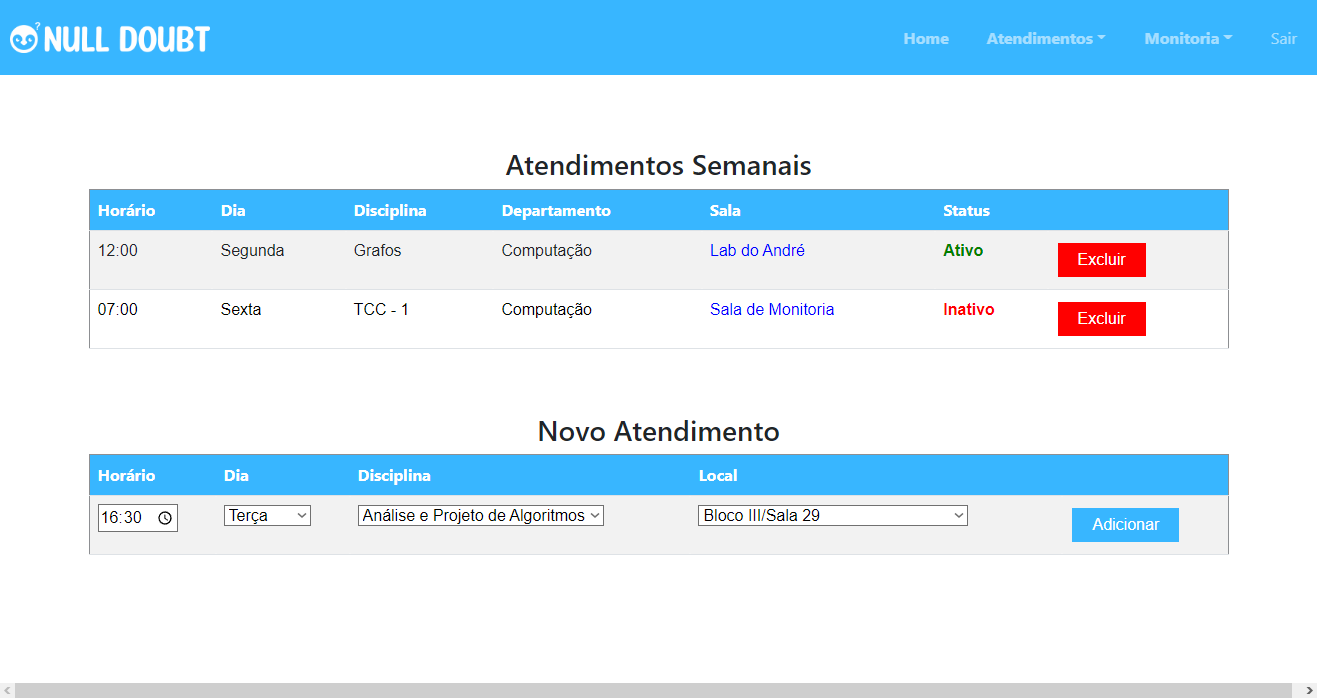 ? NULL DOUBT Home Atendimentos Monitoria Sair
Atendimentos Semanais
Horário Dia Disciplina Departamento Sala Status
12:00 Segunda Grafos Computação Lab do André Ativo Excluir
07:00 Sexta TCC - 1 Computação Sala de Monitoria Inativo Excluir
Novo Atendimento
Horário Dia Disciplina Local
16:30 Terça Análise e Projeto de Algoritmos Bloco III/Sala 29 Adicionar